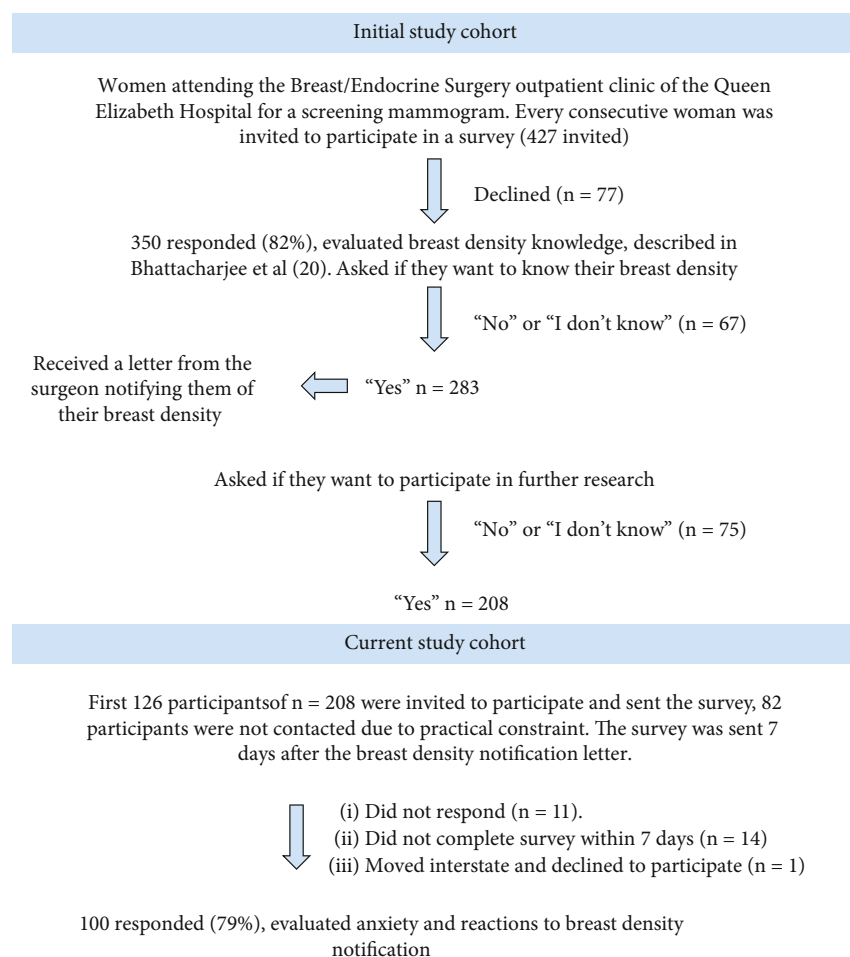 Initial study cohort
Women attending the Breast/Endocrine Surgery outpatient clinic of the Queen
Elizabeth Hospital for a screening mammogram. Every consecutive woman was
invited to participate in a survey (427 invited)
Declined (n = 77)
350 responded (82%), evaluated breast density knowledge, described in
Bhattacharjee et al (20). Asked if they want to know their breast density
“No” or “I don’t know” (n = 67)
Received a letter from the
surgeon notifying them of
their breast density
“Yes” n = 283
Asked if they want to participate in further research
“No” or “I don’t know” (n = 75)
“Yes” n = 208
Current study cohort
First 126 participantsof n = 208 were invited to participate and sent the survey, 82
participants were not contacted due to practical constraint. The survey was sent 7
days after the breast density notification letter.
(i) Did not respond (n = 11).
(ii) Did not complete survey within 7 days (n = 14)
(iii) Moved interstate and declined to participate (n = 1)
100 responded (79%), evaluated anxiety and reactions to breast density
notification